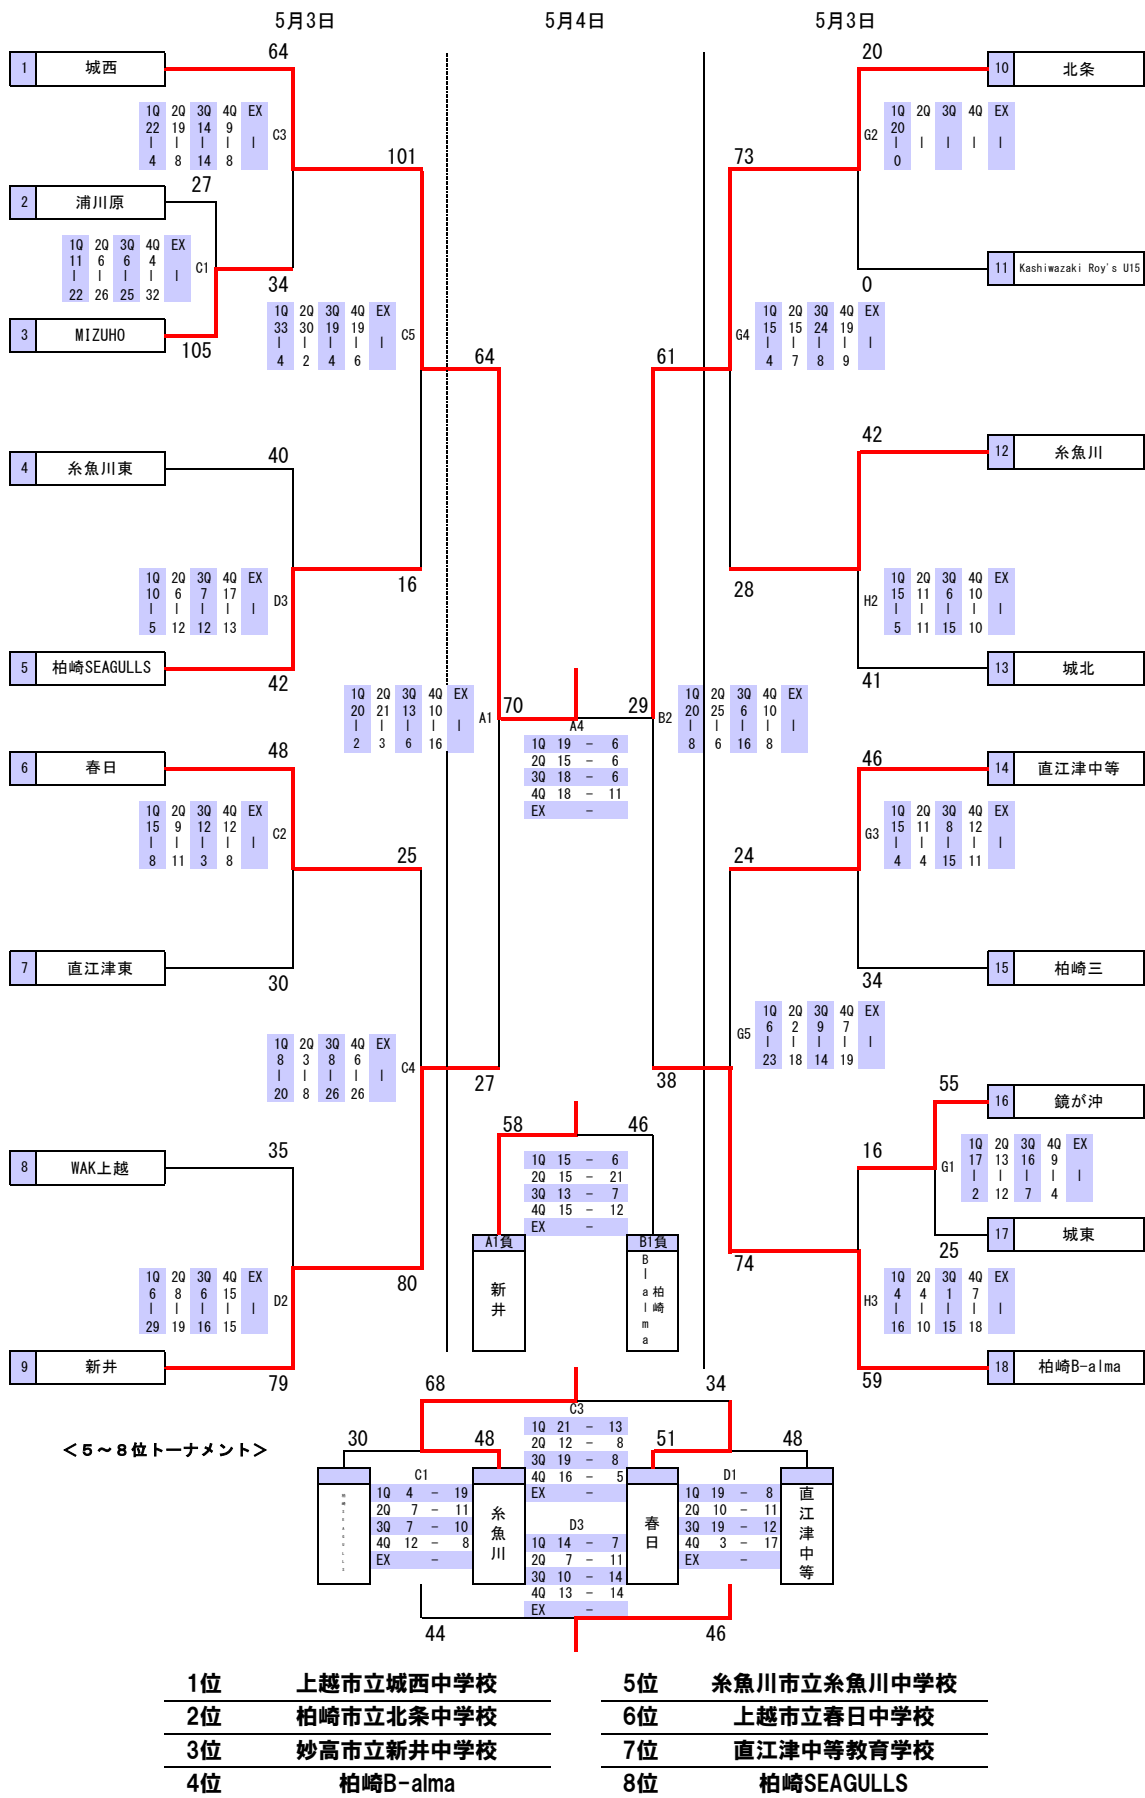 5月3日 5月4日 5月3日
64 20
1 城西
10 北条
1Q 2Q 3Q 4Q EX
22 19 14 9
| | | | |
4 8 14 8
C3
101
73
G2
1Q 2Q 3Q 4Q EX
20
| | | | |
0
27
2 浦川原
1Q 2Q 3Q 4Q EX
11 6 6 4
| | | | |
22 26 25 32
C1
34
3 MIZUHO
105
0
11 Kashiwazaki Roy's U15
1Q 2Q 3Q 4Q EX
33 30 19 19
| | | | |
4 2 4 6
C5
64
61
G4
1Q 2Q 3Q 4Q EX
15 15 24 19
| | | | |
4 7 8 9
40
4 糸魚川東
42
12 糸魚川
1Q 2Q 3Q 4Q EX
10 6 7 17
| | | | |
5 12 12 13
D3
16
28
H2
1Q 2Q 3Q 4Q EX
15 11 6 10
| | | | |
5 11 15 10
5 柏崎SEAGULLS
42
41
13 城北
1Q 2Q 3Q 4Q EX
20 21 13 10
| | | | |
2 3 6 16
A1
70 29
A4
1Q 19 - 6
2Q 15 - 6
3Q 18 - 6
4Q 18 - 11
EX -
B2
1Q 2Q 3Q 4Q EX
20 25 6 10
| | | | |
8 6 16 8
48
6 春日
46
14 直江津中等
1Q 2Q 3Q 4Q EX
15 9 12 12
| | | | |
8 11 3 8
C2
25
24
G3
1Q 2Q 3Q 4Q EX
15 11 8 12
| | | | |
4 4 15 11
7 直江津東
30
34
15 柏崎三
1Q 2Q 3Q 4Q EX
8 3 8 6
| | | | |
20 8 26 26
C4
27
38
G5
1Q 2Q 3Q 4Q EX
6 2 9 7
| | | | |
23 18 14 19
55
16 鏡が沖
35
8 WAK上越
58 46
1Q 15 - 6
2Q 15 - 21
3Q 13 - 7
4Q 15 - 12
EX -
A1負
新井
B1負
柏崎
B|alma
16
G1
1Q 2Q 3Q 4Q EX
17 13 16 9
| | | | |
2 12 7 4
25
17 城東
1Q 2Q 3Q 4Q EX
6 8 6 15
| | | | |
29 19 16 15
D2
80
74
H3
1Q 2Q 3Q 4Q EX
4 4 1 7
| | | | |
16 10 15 18
9 新井
79
59
18 柏崎B-alma
68 34
＜５～８位トーナメント＞
C3
1Q 21 - 13
2Q 12 - 8
3Q 19 - 8
4Q 16 - 5
EX -
30 48 51 48
C1
1Q 4 - 19
2Q 7 - 11
3Q 7 - 10
4Q 12 - 8
EX -
糸魚川
D3
1Q 14 - 7
2Q 7 - 11
3Q 10 - 14
4Q 13 - 14
EX -
春日
D1
1Q 19 - 8
2Q 10 - 11
3Q 19 - 12
4Q 3 - 17
EX -
直江津中等
44 46
1位 上越市立城西中学校
2位 柏崎市立北条中学校
3位 妙高市立新井中学校
4位 柏崎B-alma
5位 糸魚川市立糸魚川中学校
6位 上越市立春日中学校
7位 直江津中等教育学校
8位 柏崎SEAGULLS